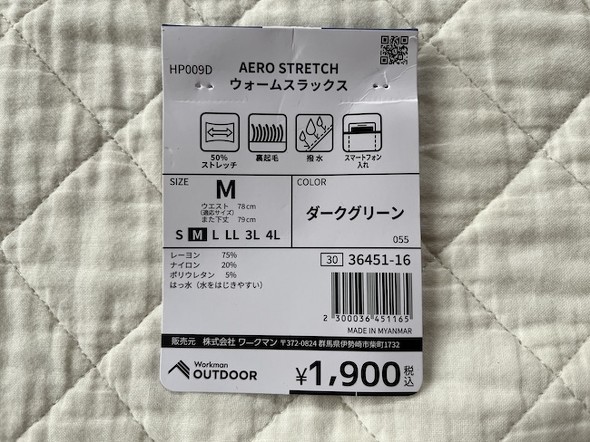 HP009D
AERO STRETCH
ウォームスラックス
50%
ストレッチ
裏起毛
撥水
スマートフォン
入れ
SIZE
M
ウエスト 78cm
(適応サイズ)
また下丈 79cm
S M L LL 3L 4L
COLOR
ダークグリーン
055
レーヨン 75%
ナイロン 20%
ポリウレタン 5%
はっ水（水をはじきやすい）
30 36451-16
2 300036 451165
MADE IN MYANMAR
販売元 株式会社 ワークマン 〒372-0824 群馬県伊勢崎市柴町1732
Workman
OUTDOOR
¥1,900 税込